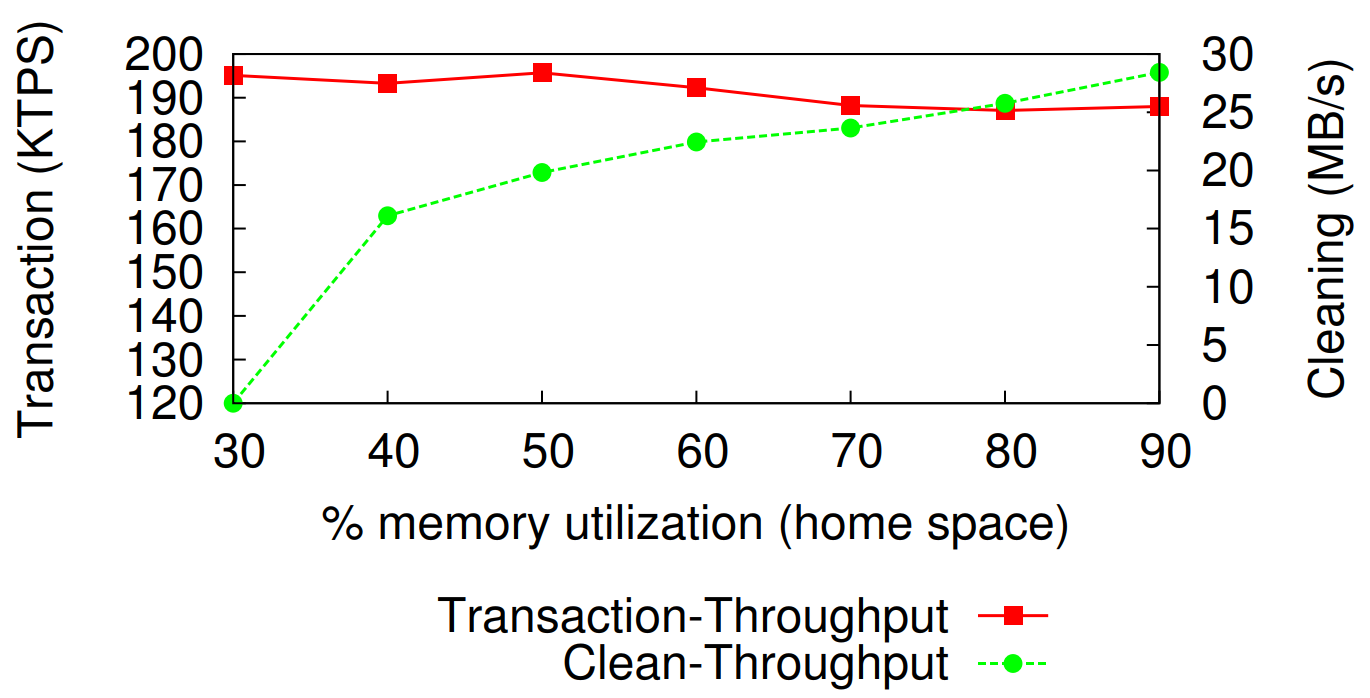 Transaction (KTPS)
200
190
180
170
160
150
140
130
120
30
25
20
15
10
5
0
Cleaning (MB/s)
30 40 50 60 70 80 90
% memory utilization (home space)
Transaction-Throughput
Clean-Throughput